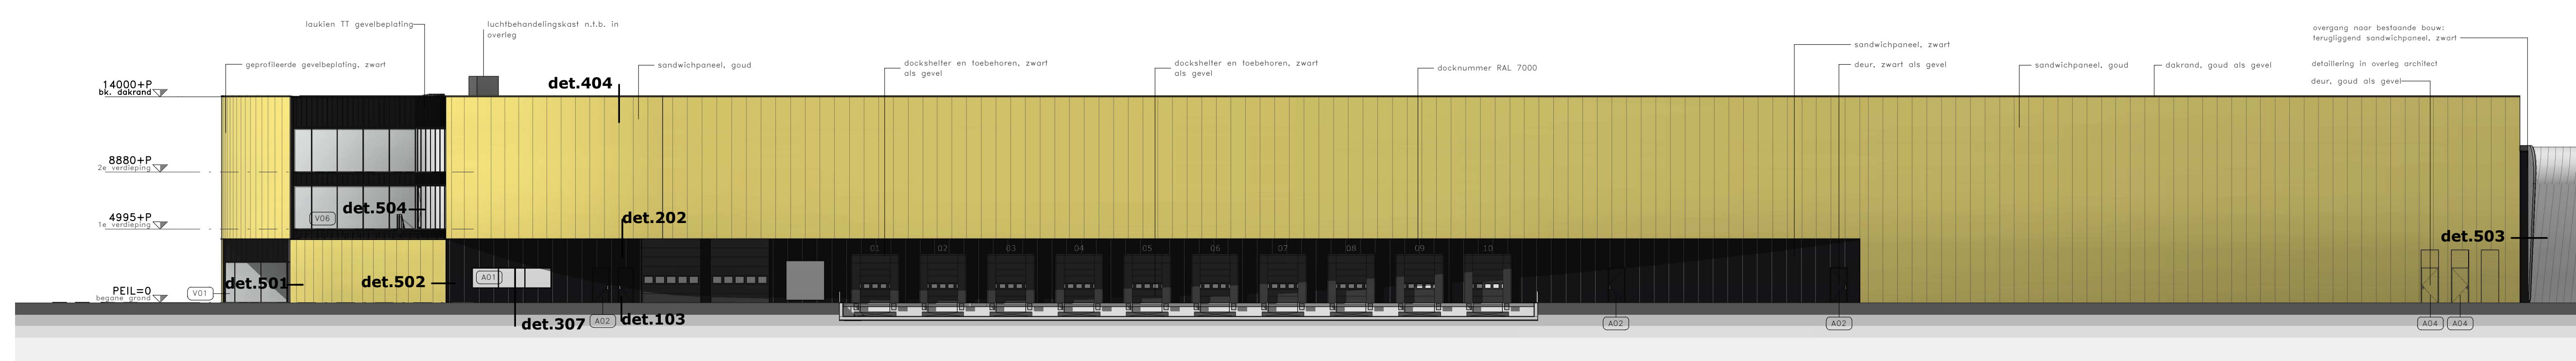 laukien TT gevelbeplating
luchtbehandelingskast n.t.b. in
overleg
overgang naar bestaande bouw:
terugliggend sandwichpaneel, zwart
sandwichpaneel, zwart
geprofileerde gevelbeplating, zwart
sandwichpaneel, goud
dockshelter en toebehoren, zwart
als gevel
dockshelter en toebehoren, zwart
als gevel
docknummer RAL 7000
deur, zwart als gevel
sandwichpaneel, goud
dakrand, goud als gevel
detaillering in overleg architect
deur, goud als gevel
14000+P
bk. dakrand
det.404
8880+P
2e verdieping
4995+P
1e verdieping
V06
det.504
det.202
det.503
01 02 03 04 05 06 07 08 09 10
PEIL=0
begane grond
V01
det.501
det.502
A01
det.307
A02
det.103
A02
A02
A04
A04